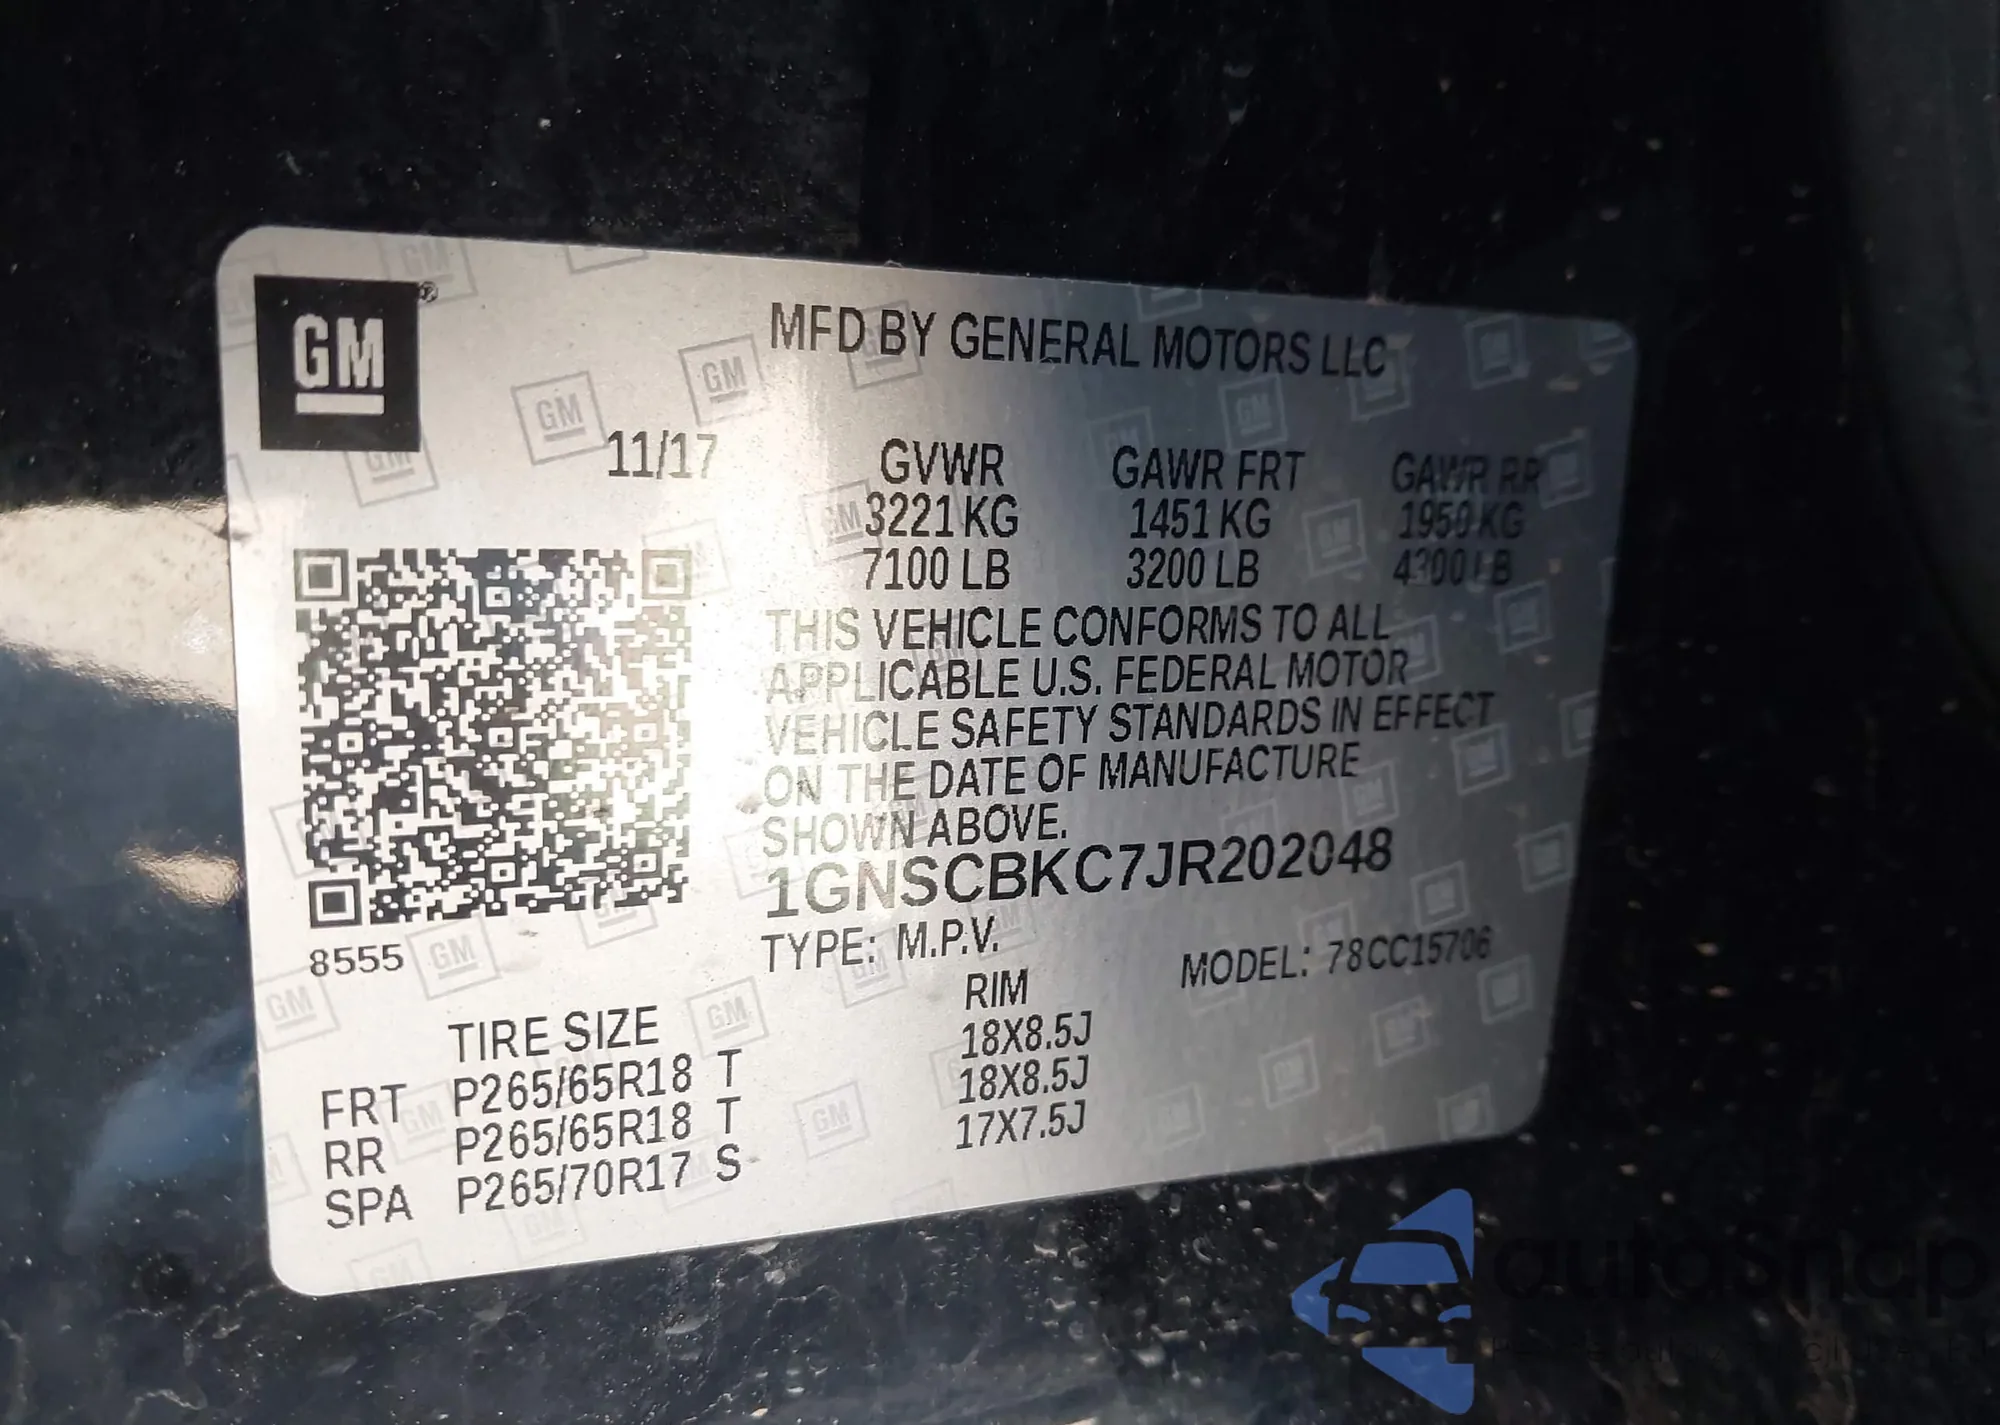 GM®
MFD BY GENERAL MOTORS LLC
11/17
GVWR GAWR FRT GAWR RR
3221 KG 1451 KG 1950 KG
7100 LB 3200 LB 4300 LB
THIS VEHICLE CONFORMS TO ALL
APPLICABLE U.S. FEDERAL MOTOR
VEHICLE SAFETY STANDARDS IN EFFECT
ON THE DATE OF MANUFACTURE
SHOWN ABOVE.
1GNSCBKC7JR202048
8555
TYPE: M.P.V. MODEL: 78CC15706
TIRE SIZE RIM
FRT P265/65R18 T 18X8.5J
RR P265/65R18 T 18X8.5J
SPA P265/70R17 S 17X7.5J
autosnap